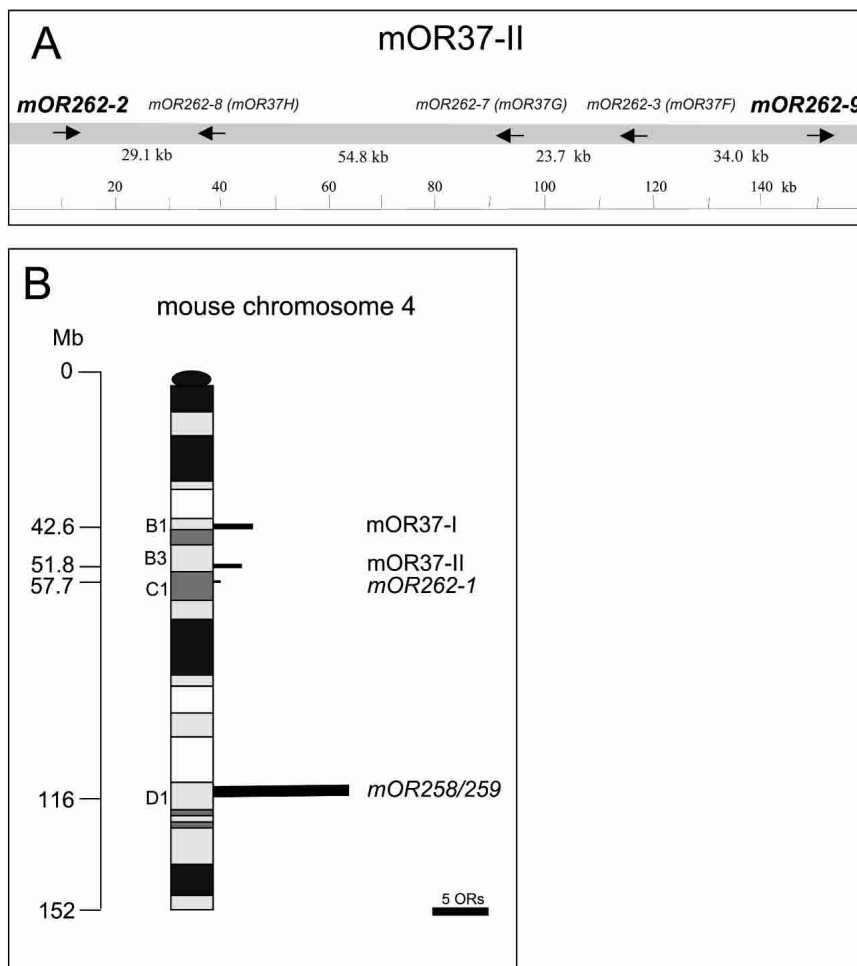 A
mOR37-II
mOR262-2 mOR262-8 (mOR37H) mOR262-7 (mOR37G) mOR262-3 (mOR37F) mOR262-9
29.1 kb 54.8 kb 23.7 kb 34.0 kb
20 40 60 80 100 120 140 kb
B
mouse chromosome 4
Mb
0
42.6 B1 mOR37-I
51.8 B3 mOR37-II
57.7 C1 mOR262-1
116 D1 mOR258/259
5 ORs
152